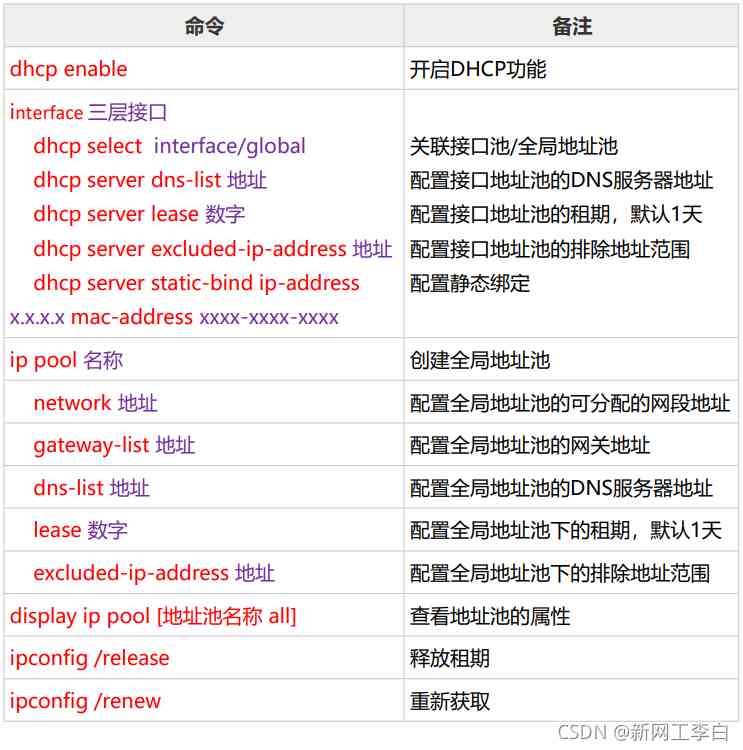 命令 备注
dhcp enable 开启DHCP功能
interface 三层接口
dhcp select interface/global 关联接口池/全局地址池
dhcp server dns-list 地址 配置接口地址池的DNS服务器地址
dhcp server lease 数字 配置接口地址池的租期，默认1天
dhcp server excluded-ip-address 地址 配置接口地址池的排除地址范围
dhcp server static-bind ip-address 配置静态绑定
x.x.x.x mac-address xxxx-xxxx-xxxx
ip pool 名称 创建全局地址池
network 地址 配置全局地址池的可分配的网段地址
gateway-list 地址 配置全局地址池的网关地址
dns-list 地址 配置全局地址池的DNS服务器地址
lease 数字 配置全局地址池下的租期，默认1天
excluded-ip-address 地址 配置全局地址池下的排除地址范围
display ip pool [地址池名称 all] 查看地址池的属性
ipconfig /release 释放租期
ipconfig /renew 重新获取
CSDN @新网工李白